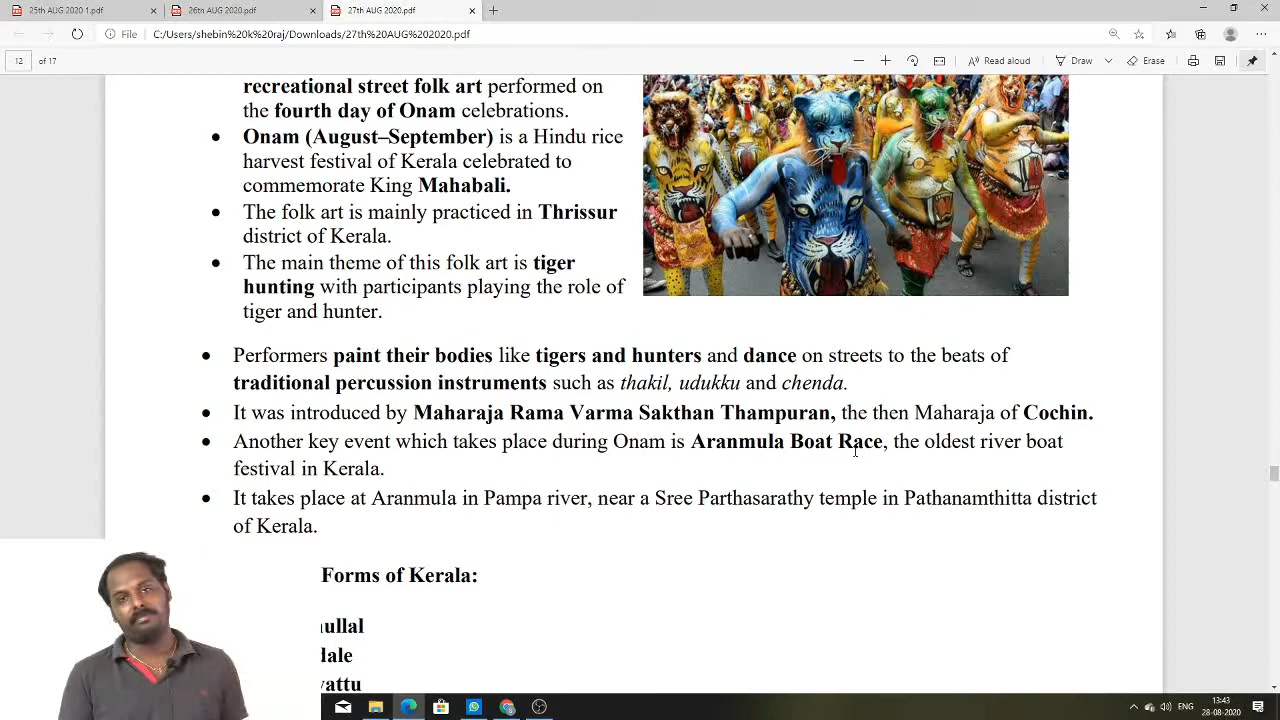 25th AUG 2020 1.pdf
26th AUG 2020.pdf
27th AUG 2020.pdf
File
C:/Users/shebin%20k%20raj/Downloads/27th%20AUG%202020.pdf
12 of 17
Read aloud
Draw
Erase
recreational street folk art performed on
the fourth day of Onam celebrations.
• Onam (August–September) is a Hindu rice
harvest festival of Kerala celebrated to
commemorate King Mahabali.
• The folk art is mainly practiced in Thrissur
district of Kerala.
• The main theme of this folk art is tiger
hunting with participants playing the role of
tiger and hunter.
• Performers paint their bodies like tigers and hunters and dance on streets to the beats of
traditional percussion instruments such as thakil, udukku and chenda.
• It was introduced by Maharaja Rama Varma Sakthan Thampuran, the then Maharaja of Cochin.
• Another key event which takes place during Onam is Aranmula Boat Race, the oldest river boat
festival in Kerala.
• It takes place at Aranmula in Pampa river, near a Sree Parthasarathy temple in Pathanamthitta district
of Kerala.
Forms of Kerala:
ullal
dale
yattu
ENG
13:43
28-08-2020